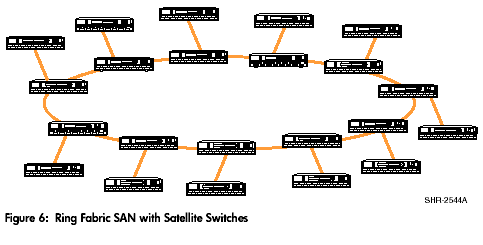 SHR-2544A
Figure 6: Ring Fabric SAN with Satellite Switches